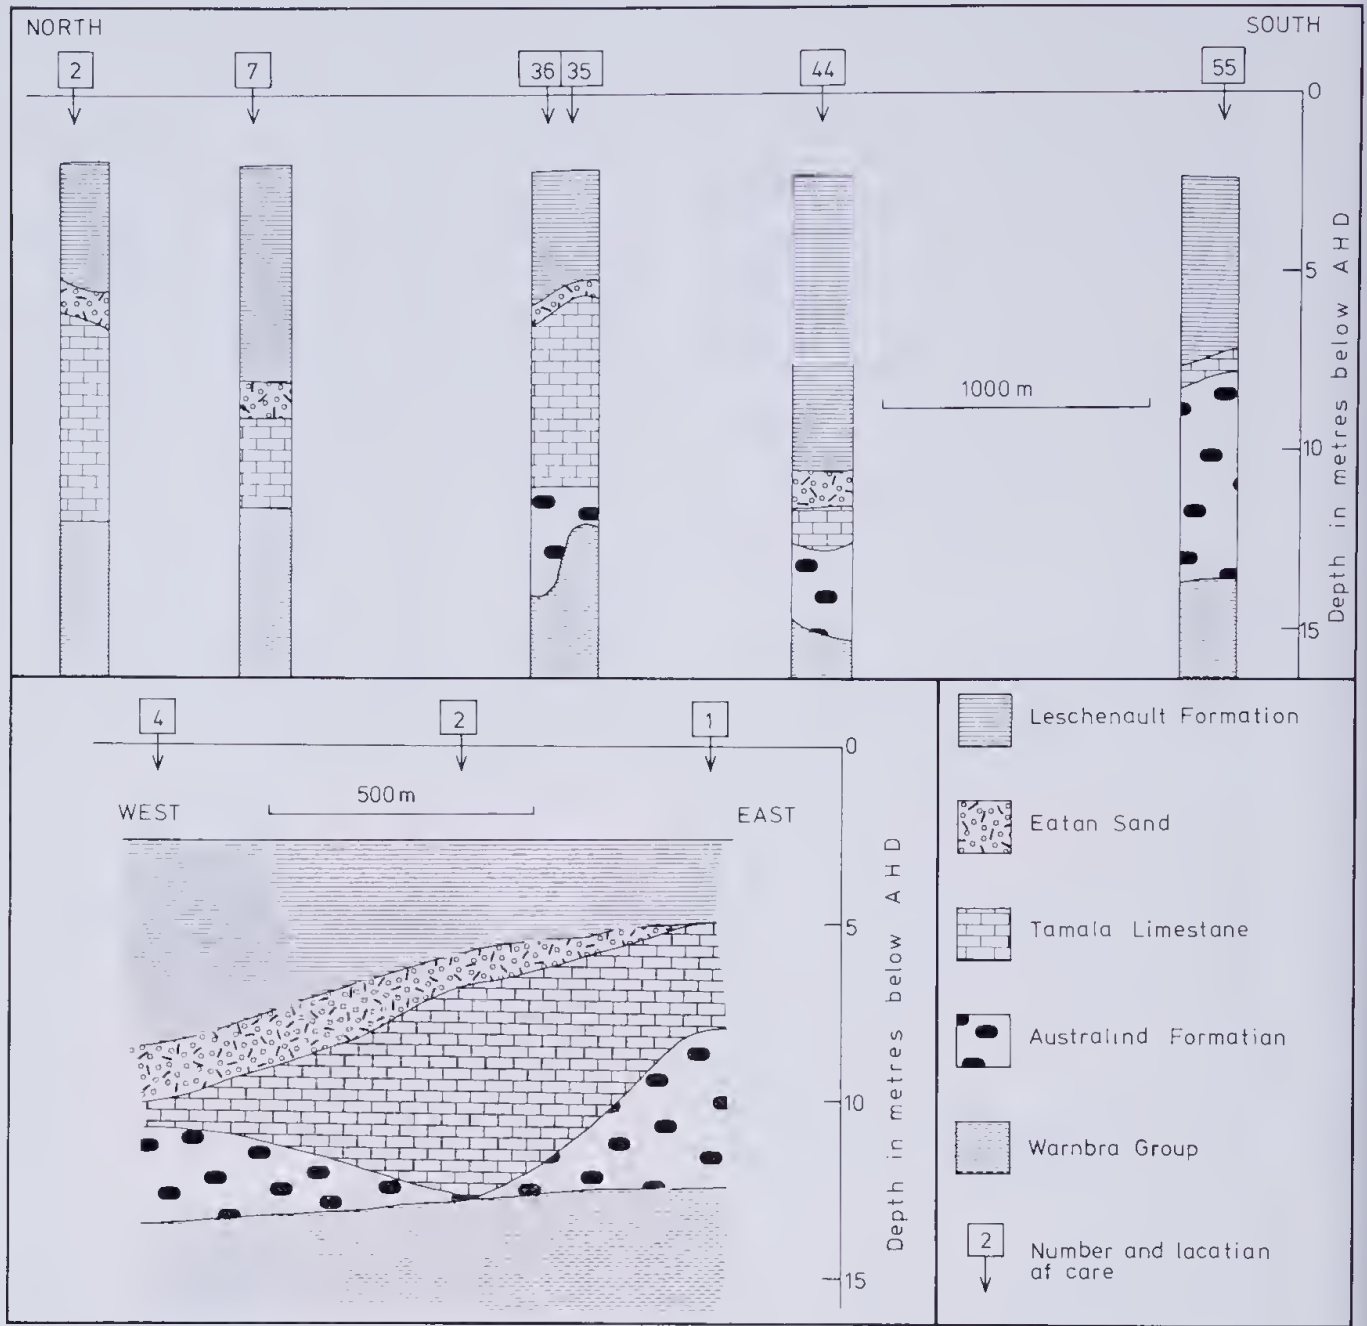 NORTH
SOUTH
2
7
36 35
44
55
0
5
10
15
Depth in metres below AHD
1000 m
4
2
1
0
5
10
15
WEST
500 m
EAST
Depth in metres below AHD
Leschenault Formation
Eatan Sand
Tamala Limestane
Australind Formation
Warnbra Group
2
Number and lacatian
af care